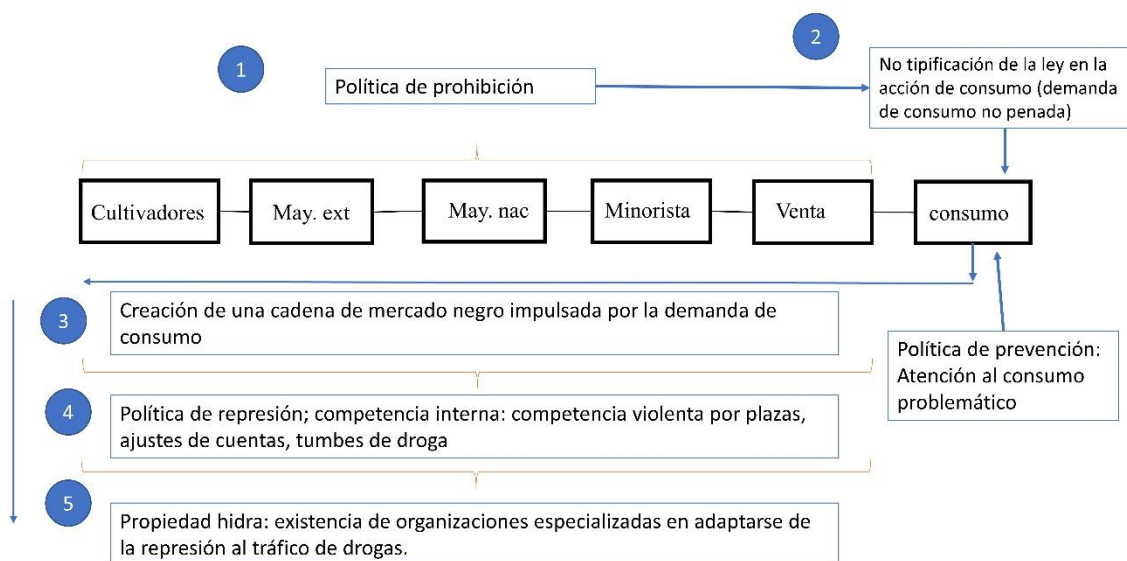 1
2
Política de prohibición
No tipificación de la ley en la
acción de consumo (demanda
de consumo no penada)
Cultivadores
May. ext
May. nac
Minorista
Venta
consumo
3
Creación de una cadena de mercado negro impulsada por la demanda de
consumo
Política de prevención:
Atención al consumo
problemático
4
Política de represión; competencia interna: competencia violenta por plazas,
ajustes de cuentas, tumbes de droga
5
Propiedad hidra: existencia de organizaciones especializadas en adaptarse de
la represión al tráfico de drogas.